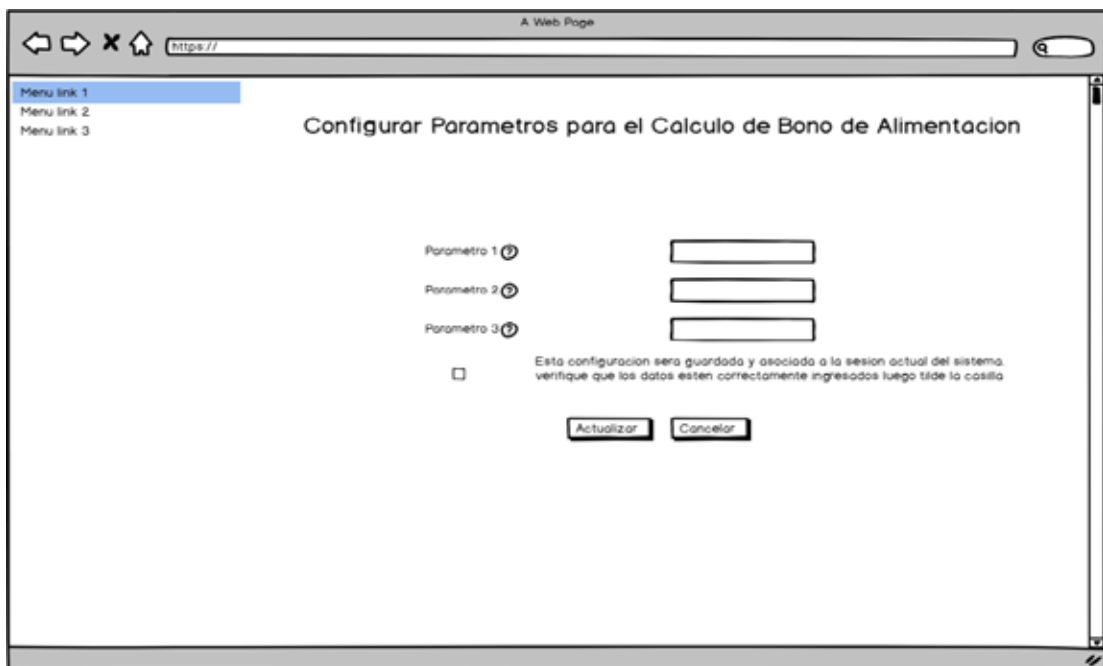 A Web Page
https://
Menu link 1
Menu link 2
Menu link 3
Configurar Parametros para el Calculo de Bono de Alimentacion
Parametro 1 ?
Parametro 2 ?
Parametro 3 ?
Esta configuracion sera guardada y asociada a la sesion actual del sistema.
verifique que los datos esten correctamente ingresados luego tilde la casilla
Actualizar
Cancelar